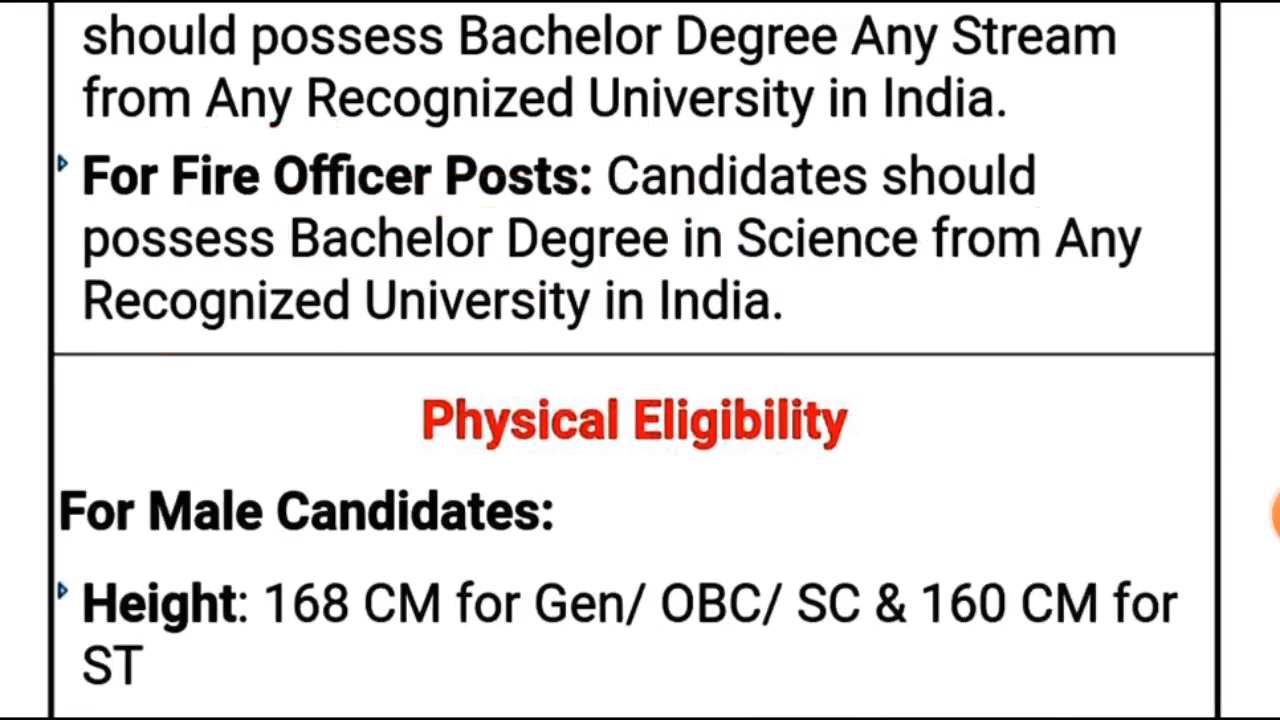 should possess Bachelor Degree Any Stream
from Any Recognized University in India.
For Fire Officer Posts: Candidates should
possess Bachelor Degree in Science from Any
Recognized University in India.
Physical Eligibility
For Male Candidates:
Height: 168 CM for Gen/ OBC/ SC & 160 CM for
ST